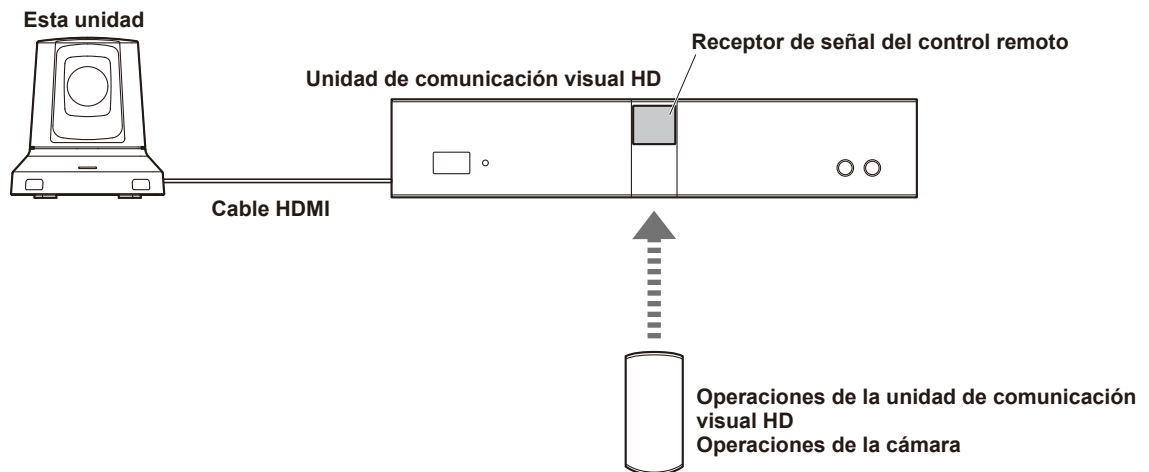 Esta unidad
Receptor de señal del control remoto
Unidad de comunicación visual HD
Cable HDMI
Operaciones de la unidad de comunicación
visual HD
Operaciones de la cámara